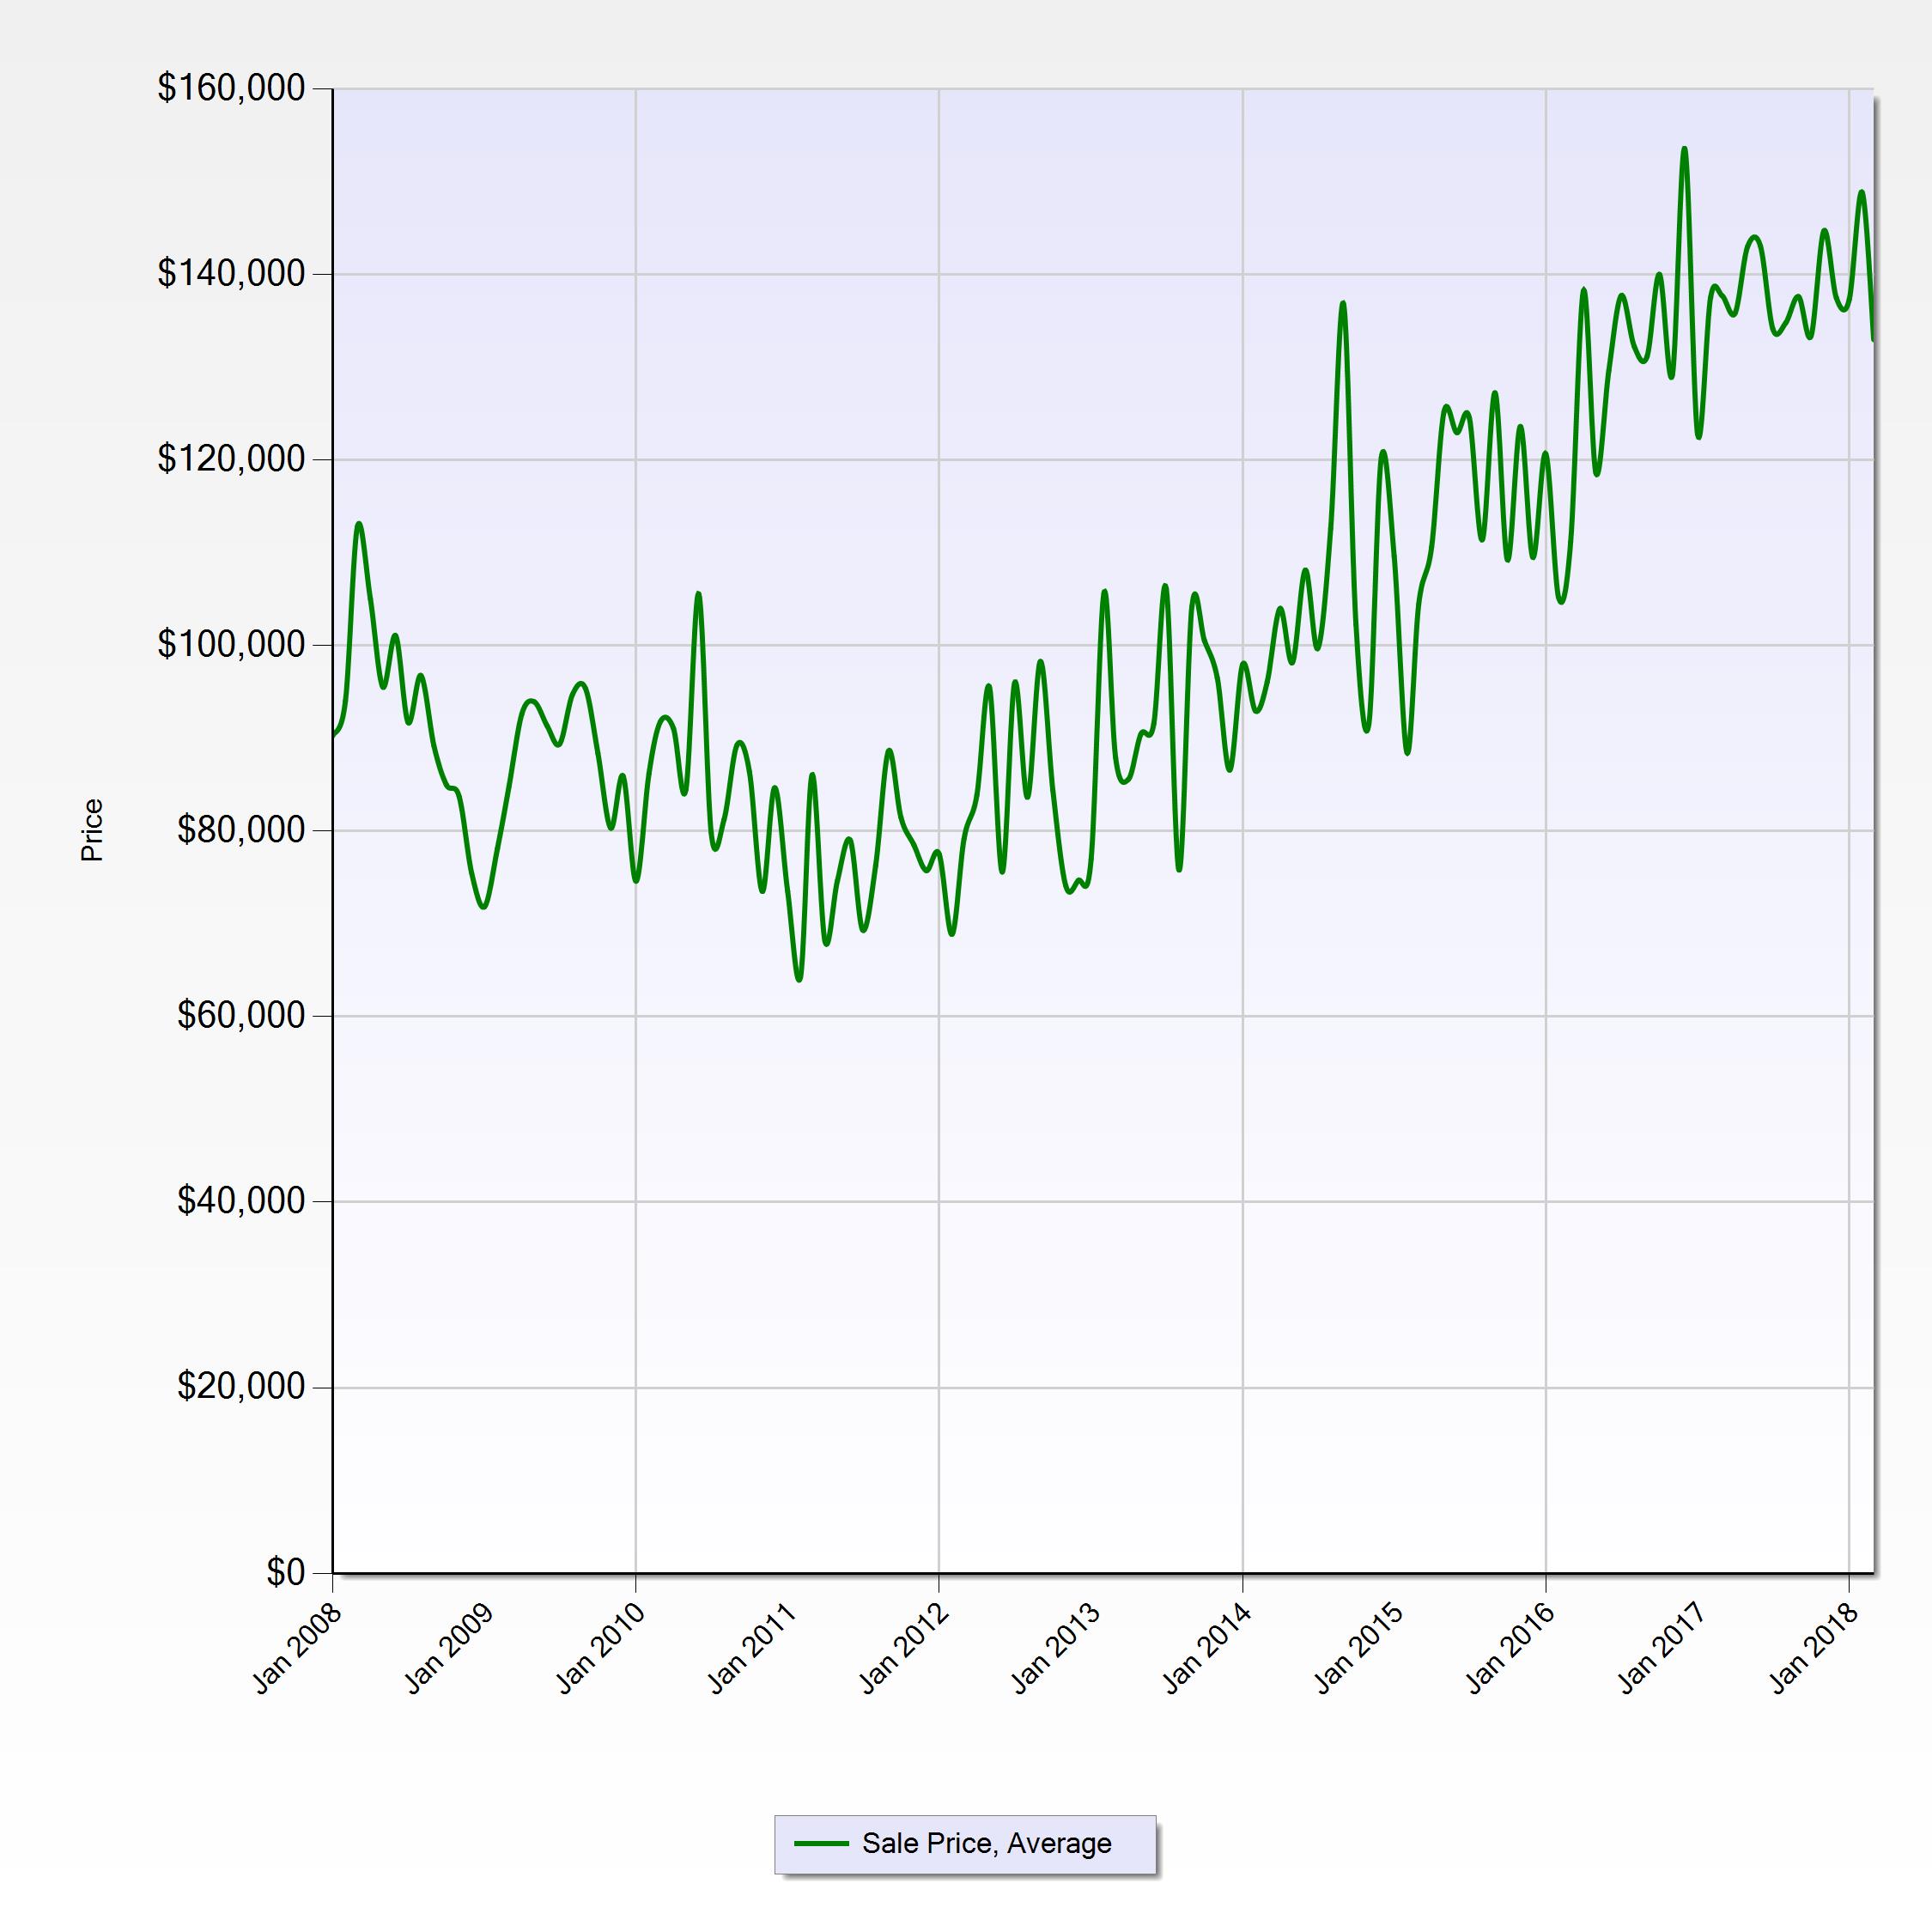 $160,000
$140,000
$120,000
$100,000
$80,000
$60,000
$40,000
$20,000
$0
Price
Jan 2008
Jan 2009
Jan 2010
Jan 2011
Jan 2012
Jan 2013
Jan 2014
Jan 2015
Jan 2016
Jan 2017
Jan 2018
Sale Price, Average